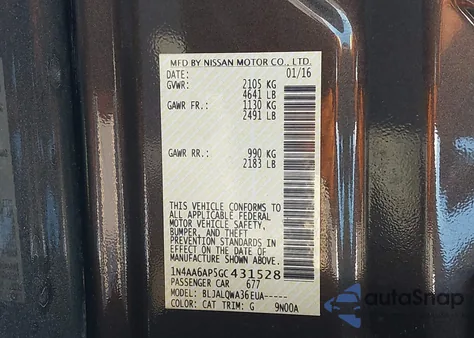 MFD BY NISSAN MOTOR CO., LTD.
DATE: 01/16
GVWR: 2105 KG
4641 LB
GAWR FR.: 1130 KG
2491 LB
GAWR RR.: 990 KG
2183 LB
THIS VEHICLE CONFORMS TO
ALL APPLICABLE FEDERAL
MOTOR VEHICLE SAFETY,
BUMPER, AND THEFT
PREVENTION STANDARDS IN
EFFECT ON THE DATE OF
MANUFACTURE SHOWN ABOVE.
1N4AA6AP5GC431528
PASSENGER CAR 677
MODEL: BLJALQWA36EUA-----
COLOR: CAT TRIM: G 9N00A
autoSnap